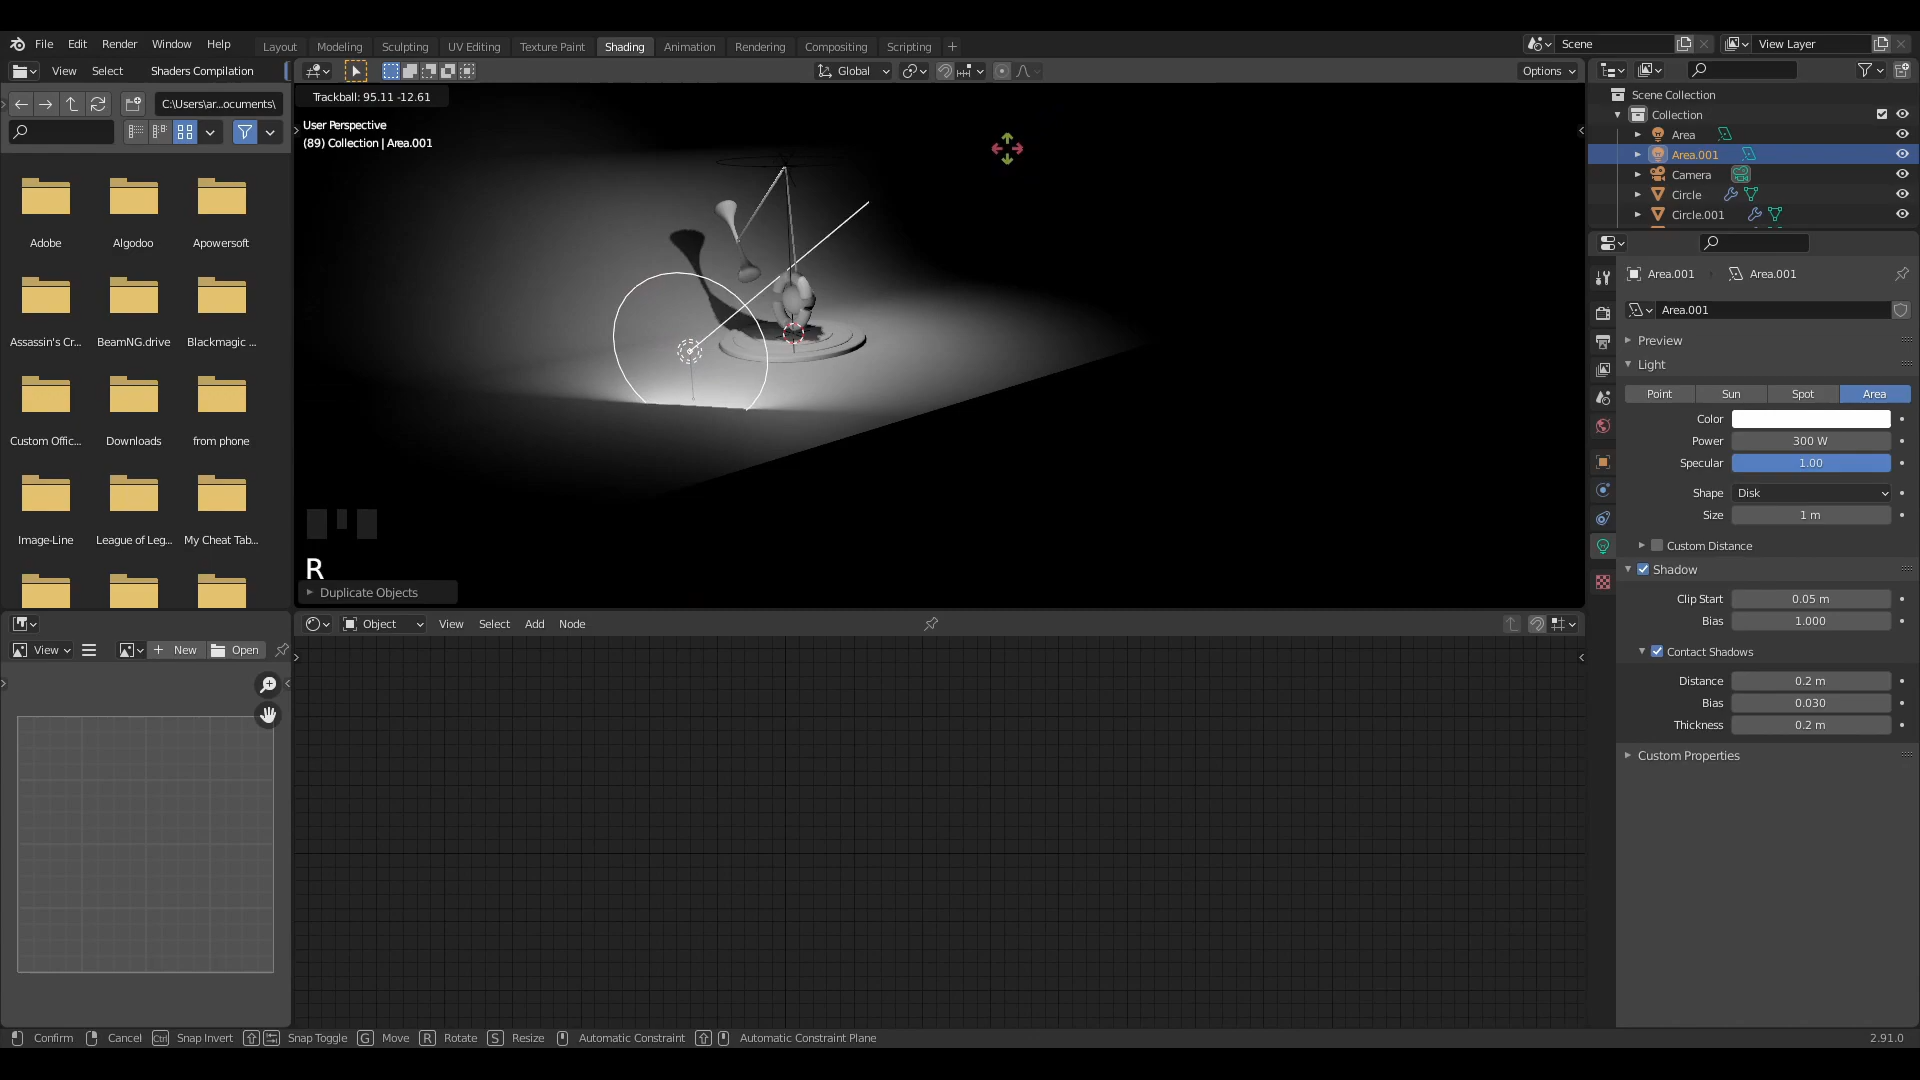 File Edit Render Window Help
Layout Modeling Sculpting UV Editing Texture Paint Shading Animation Rendering Compositing Scripting
Scene
View Layer
View Select Shaders Compilation
Global
Options
C:\Users\ar...ocuments\
Trackball: 95.11 -12.61
User Perspective
(89) Collection | Area.001
Adobe Algodoo Apowersoft
Assassin's Cr... BeamNG.drive Blackmagic ...
Custom Offic... Downloads from phone
Image-Line League of Leg... My Cheat Tab...
R
Duplicate Objects
Object View Select Add Node
View New Open
Scene Collection
Collection
Area
Area.001
Camera
Circle
Circle.001
Area.001 Area.001
Area.001
Preview
Light
Point Sun Spot Area
Color
Power 300 W
Specular 1.00
Shape Disk
Size 1 m
Custom Distance
Shadow
Clip Start 0.05 m
Bias 1.000
Contact Shadows
Distance 0.2 m
Bias 0.030
Thickness 0.2 m
Custom Properties
Confirm Cancel Ctrl Snap Invert Snap Toggle G Move R Rotate S Resize Automatic Constraint Automatic Constraint Plane 2.91.0